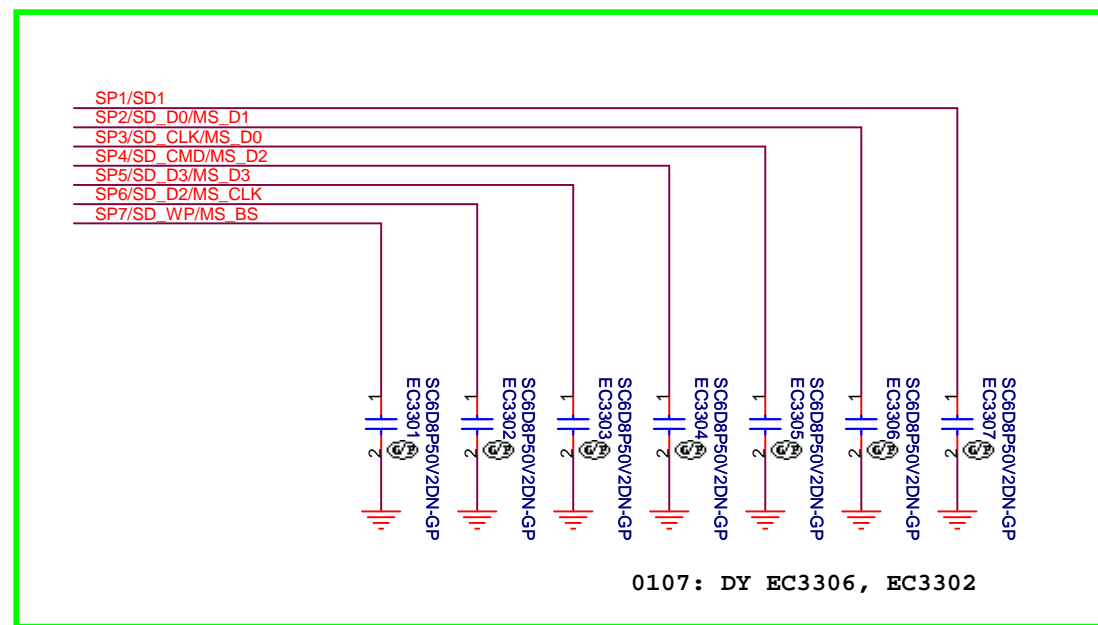 SP1/SD1
SP2/SD_D0/MS_D1
SP3/SD_CLK/MS_D0
SP4/SD_CMD/MS_D2
SP5/SD_D3/MS_D3
SP6/SD_D2/MS_CLK
SP7/SD_WP/MS_BS
1
2
EC3301
SC6D8P50V2DN-GP
1
2
EC3302
SC6D8P50V2DN-GP
1
2
EC3303
SC6D8P50V2DN-GP
1
2
EC3304
SC6D8P50V2DN-GP
1
2
EC3305
SC6D8P50V2DN-GP
1
2
EC3306
SC6D8P50V2DN-GP
1
2
EC3307
SC6D8P50V2DN-GP
0107: DY EC3306, EC3302